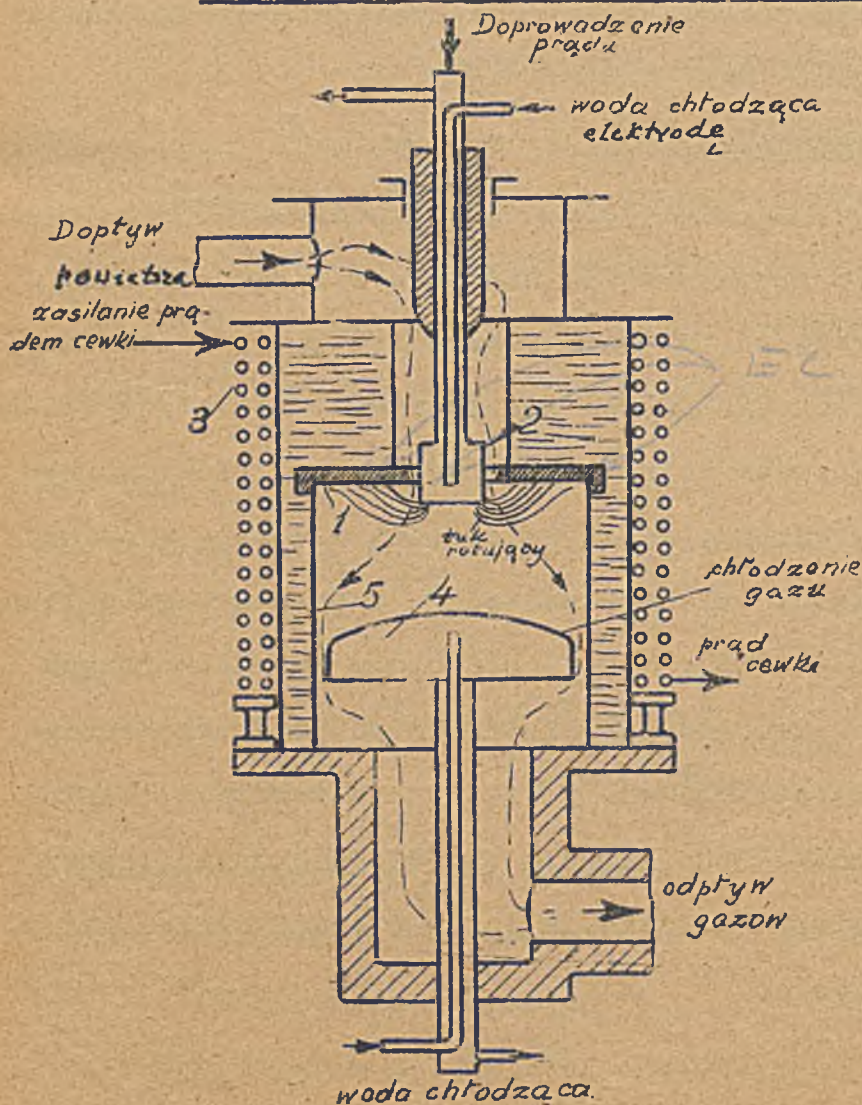 Doprowadzenie
prądu
woda chłodząca
elektrodę
Dopływ
powietrza
zasilanie prą-
dem cewki
3
2
1
łuk
rotujący
5
4
chłodzenie
gazu
prąd
cewki
odpływ
gazów
woda chłodząca.